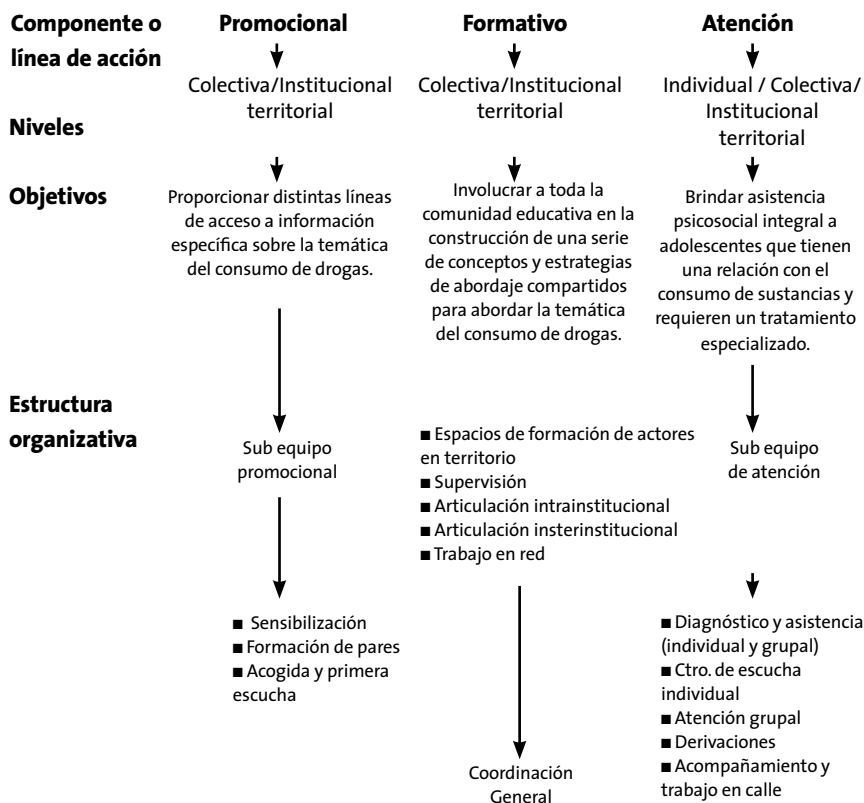 Componente o
línea de acción
Promocional
Formativo
Atención
Niveles
Colectiva/Institucional
territorial
Colectiva/Institucional
territorial
Individual / Colectiva/
Institucional
territorial
Objetivos
Proporcionar distintas líneas
de acceso a información
específica sobre la temática
del consumo de drogas.
Involucrar a toda la
comunidad educativa en la
construcción de una serie
de conceptos y estrategias
de abordaje compartidos
para abordar la temática
del consumo de drogas.
Brindar asistencia
psicosocial integral a
adolescentes que tienen
una relación con el
consumo de sustancias y
requieren un tratamiento
especializado.
Estructura
organizativa
Sub equipo
promocional
■ Espacios de formación de actores
en territorio
■ Supervisión
■ Articulación intrainstitucional
■ Articulación insterinstitucional
■ Trabajo en red
Sub equipo
de atención
■ Sensibilización
■ Formación de pares
■ Acogida y primera
escucha
Coordinación
General
■ Diagnóstico y asistencia
(individual y grupal)
■ Ctro. de escucha
individual
■ Atención grupal
■ Derivaciones
■ Acompañamiento y
trabajo en calle